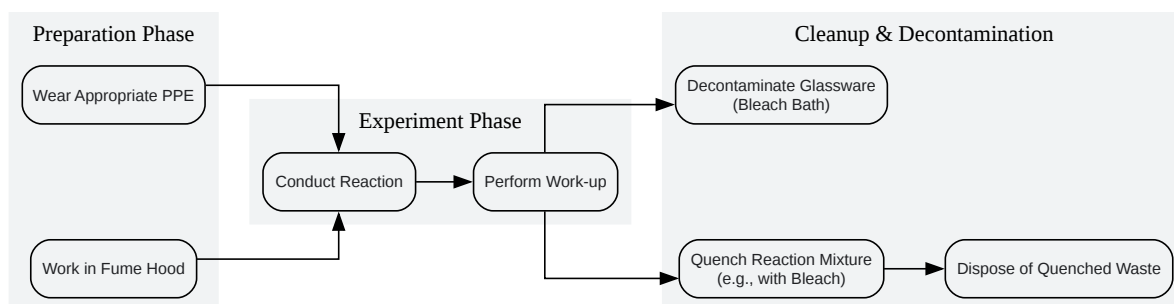 Preparation Phase
Wear Appropriate PPE
Work in Fume Hood
Experiment Phase
Conduct Reaction
Perform Work-up
Cleanup & Decontamination
Decontaminate Glassware
(Bleach Bath)
Quench Reaction Mixture
(e.g., with Bleach)
Dispose of Quenched Waste